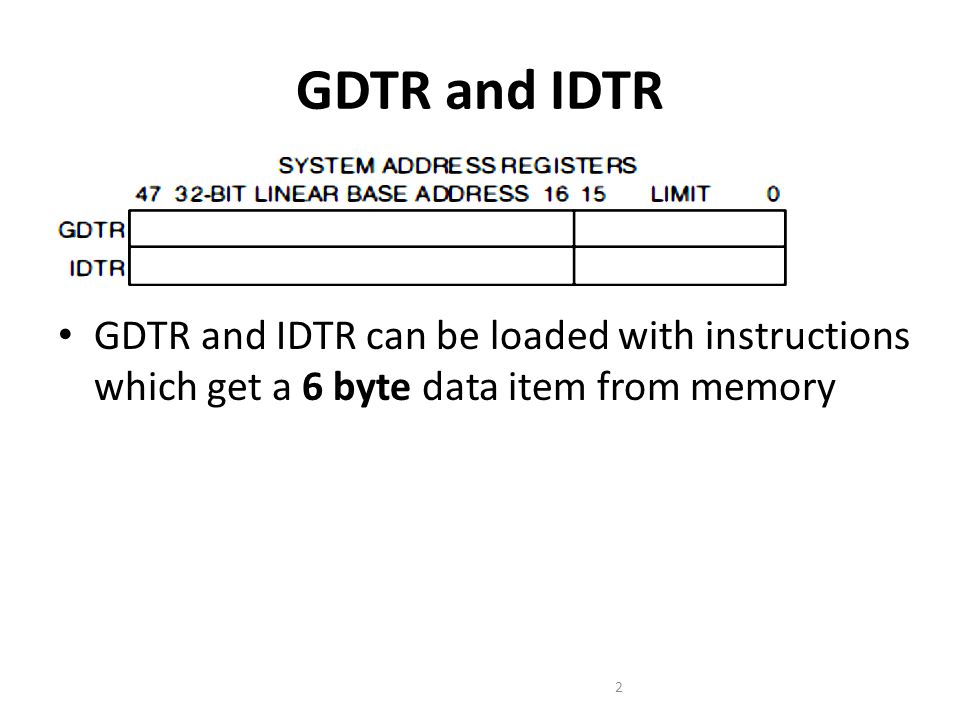 GDTR and IDTR
SYSTEM ADDRESS REGISTERS
47 32-BIT LINEAR BASE ADDRESS 16 15 LIMIT 0
GDTR
IDTR
• GDTR and IDTR can be loaded with instructions
which get a 6 byte data item from memory
2